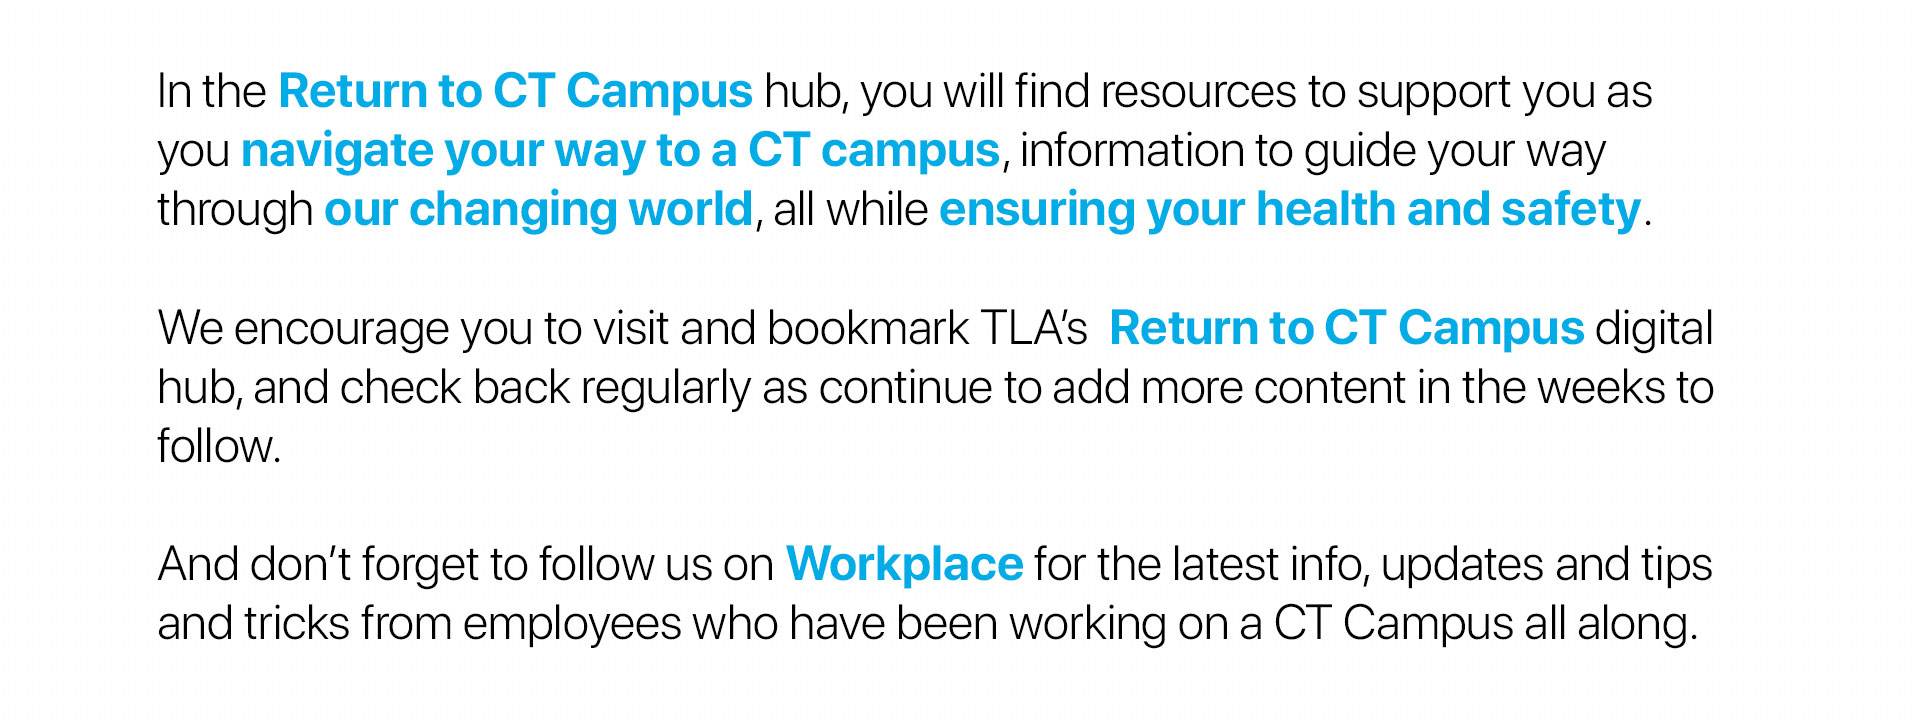 In the Return to CT Campus hub, you will find resources to support you as
you navigate your way to a CT campus, information to guide your way
through our changing world, all while ensuring your health and safety.
We encourage you to visit and bookmark TLA’s  Return to CT Campus digital
hub, and check back regularly as continue to add more content in the weeks to
follow.
And don’t forget to follow us on Workplace for the latest info, updates and tips
and tricks from employees who have been working on a CT Campus all along.